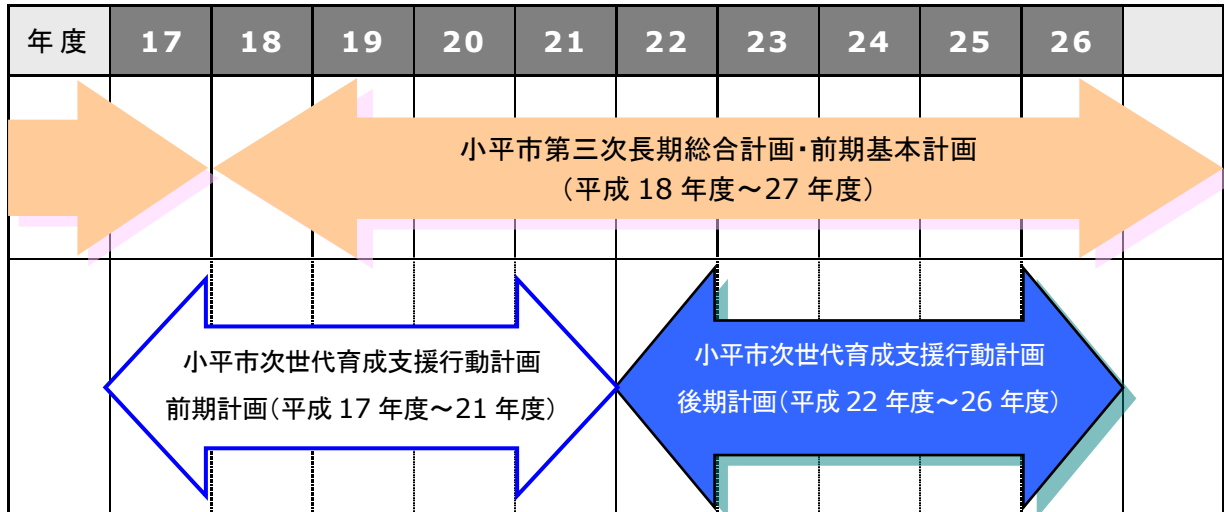 年度 17 18 19 20 21 22 23 24 25 26
小平市第三次長期総合計画・前期基本計画
（平成 18 年度～27 年度）
小平市次世代育成支援行動計画
前期計画（平成 17 年度～21 年度）
小平市次世代育成支援行動計画
後期計画（平成 22 年度～26 年度）